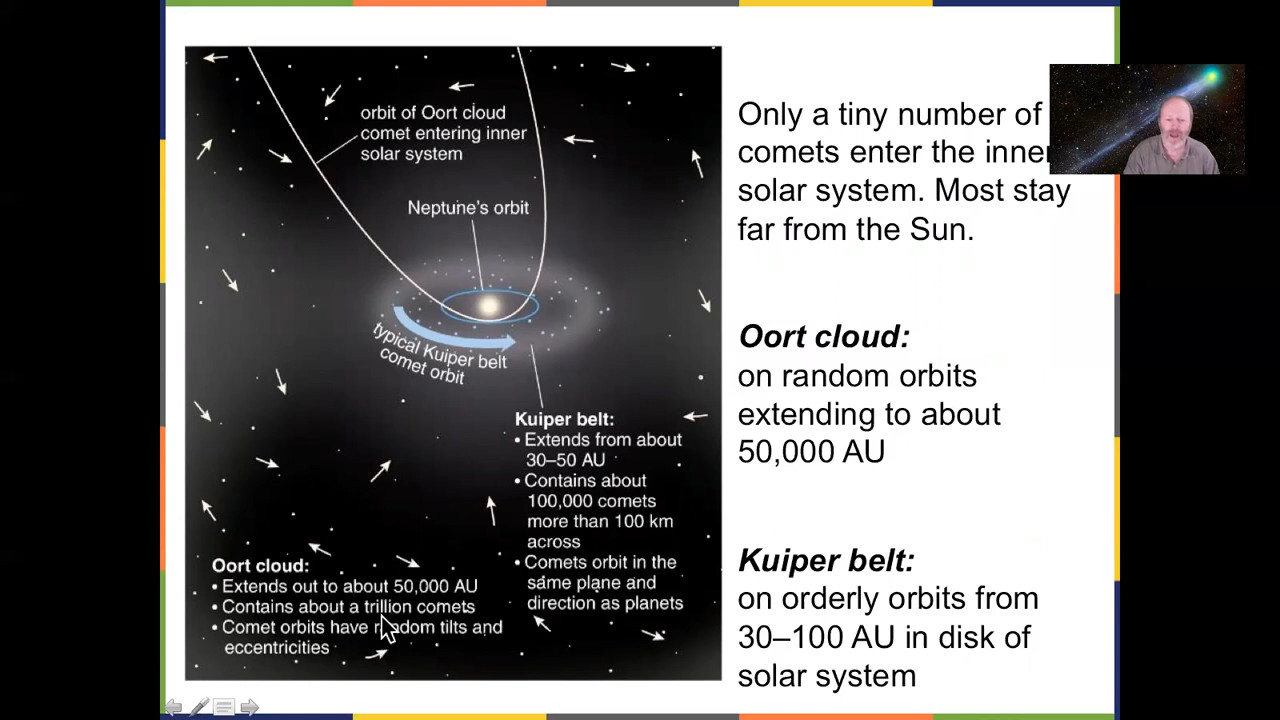 orbit of Oort cloud
comet entering inner
solar system
Neptune's orbit
typical Kuiper belt
comet orbit
Kuiper belt:
• Extends from about
30–50 AU
• Contains about
100,000 comets
more than 100 km
across
• Comets orbit in the
same plane and
direction as planets
Oort cloud:
• Extends out to about 50,000 AU
• Contains about a trillion comets
• Comet orbits have random tilts and
eccentricities
Only a tiny number of
comets enter the inner
solar system. Most stay
far from the Sun.
Oort cloud:
on random orbits
extending to about
50,000 AU
Kuiper belt:
on orderly orbits from
30–100 AU in disk of
solar system